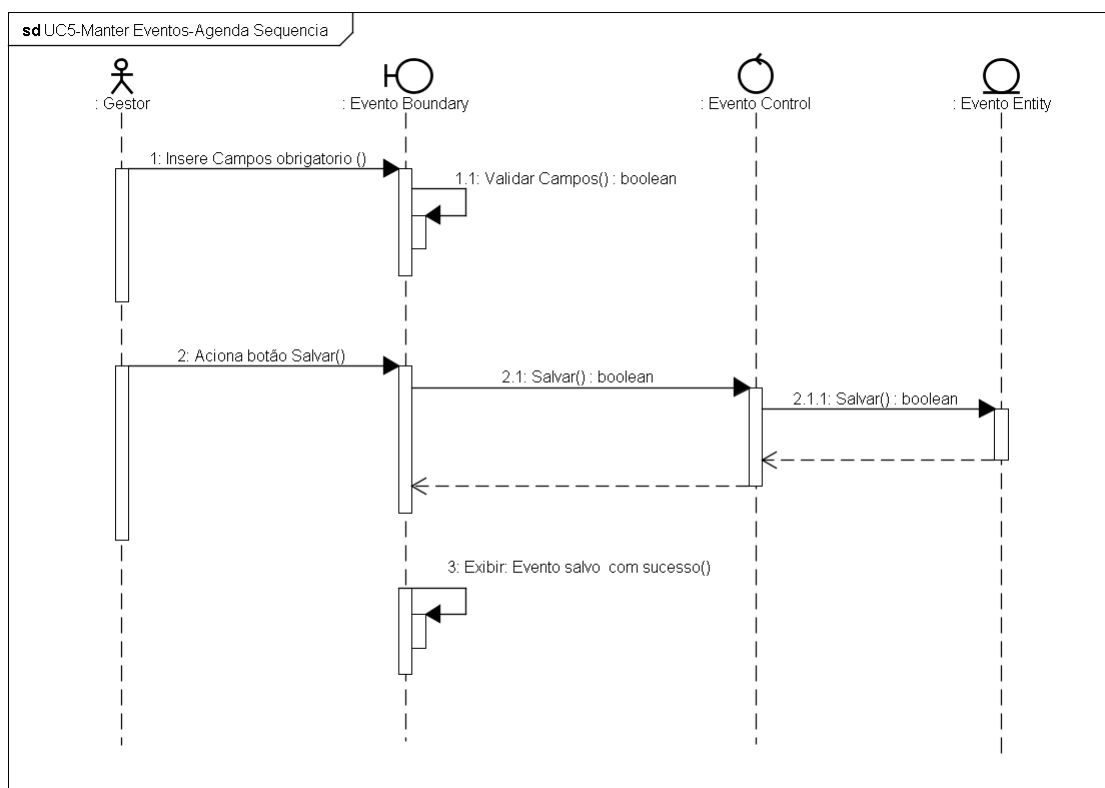 sd UC5-Manter Eventos-Agenda Sequencia
: Gestor
: Evento Boundary
: Evento Control
: Evento Entity
1: Insere Campos obrigatorio ()
1.1: Validar Campos() : boolean
2: Aciona botão Salvar()
2.1: Salvar() : boolean
2.1.1: Salvar() : boolean
3: Exibir: Evento salvo com sucesso()